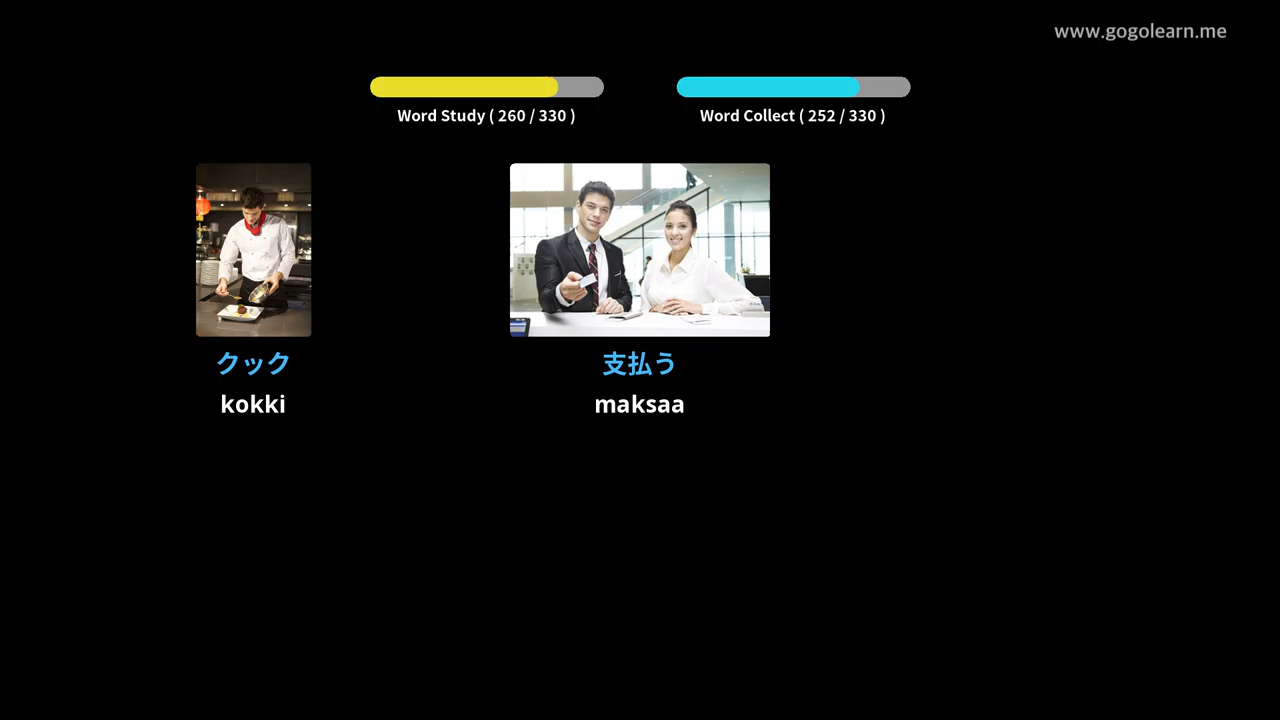 www.gogolearn.me
Word Study ( 260 / 330 )
Word Collect ( 252 / 330 )
クック
支払う
kokki
maksaa